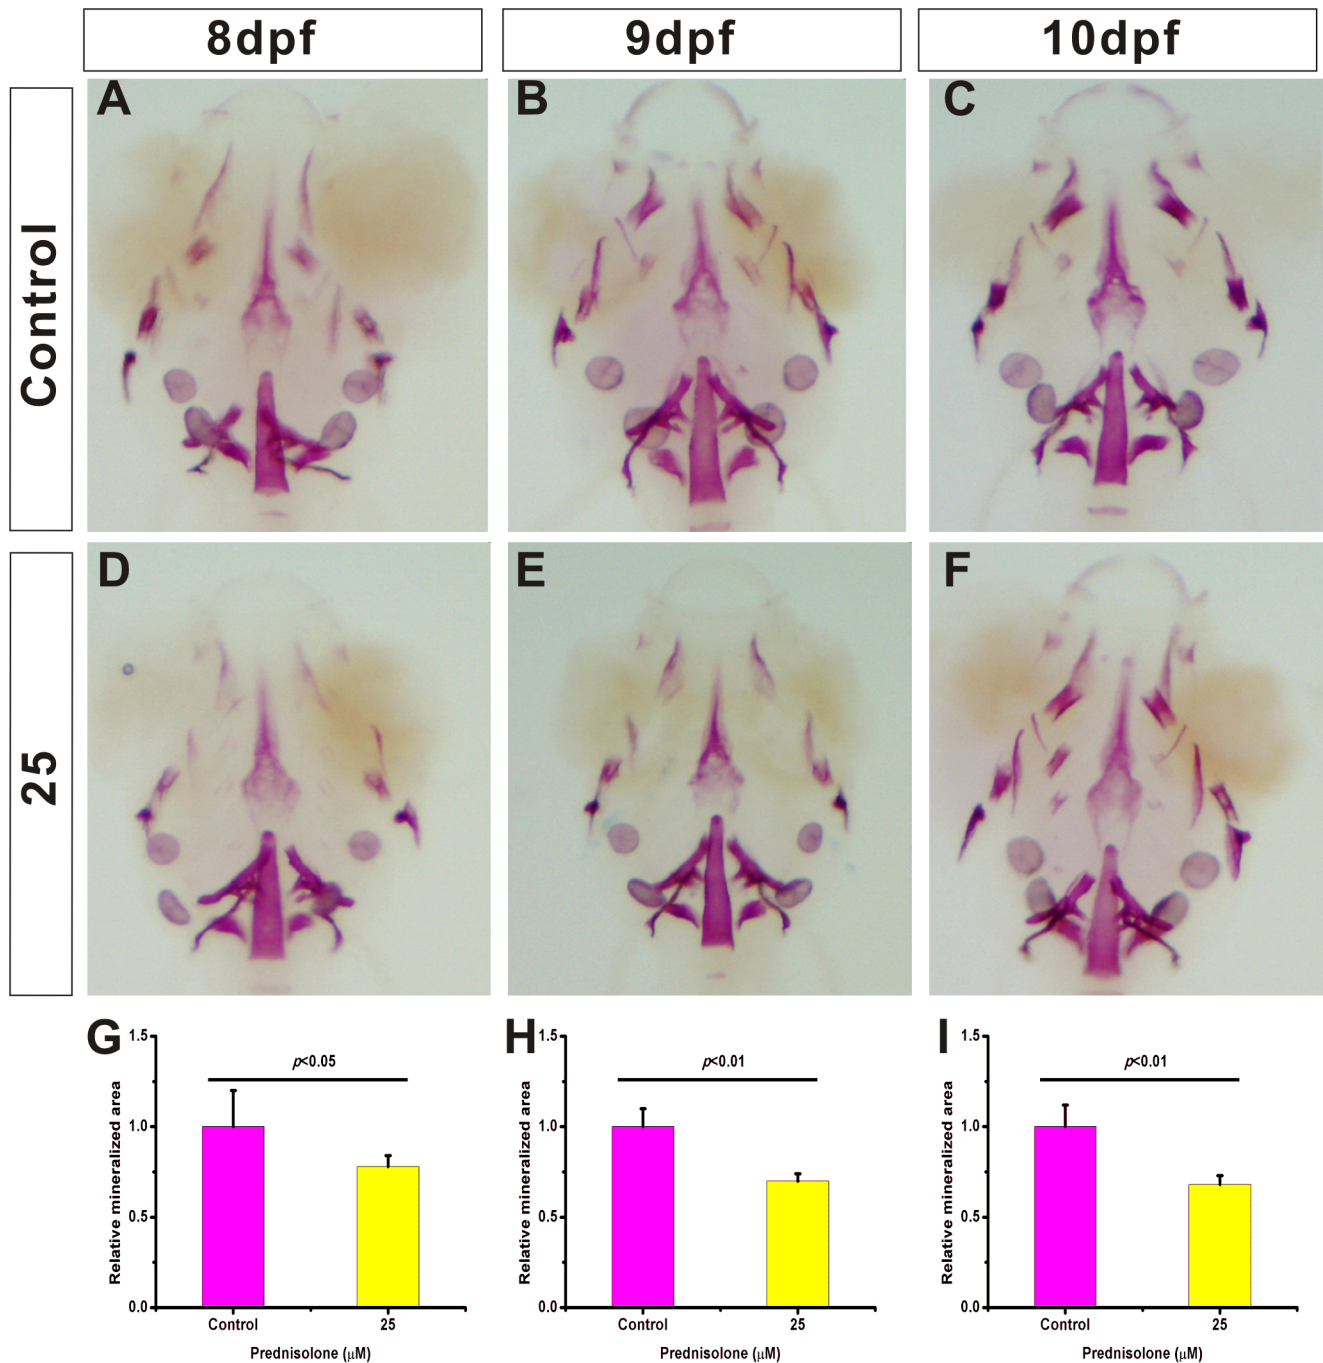 8dpf
9dpf
10dpf
Control
A
B
C
25
D
E
F
G
1.5
1.0
0.5
0.0
Relative mineralized area
p<0.05
Control
25
Prednisolone (μM)
H
1.5
1.0
0.5
0.0
Relative mineralized area
p<0.01
Control
25
Prednisolone (μM)
I
1.5
1.0
0.5
0.0
Relative mineralized area
p<0.01
Control
25
Prednisolone (μM)